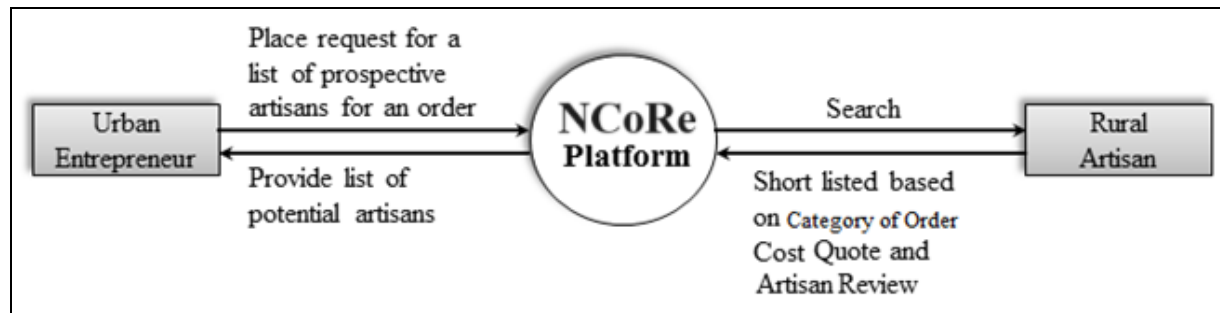 Place request for a
list of prospective
artisans for an order
Urban
Entrepreneur
Provide list of
potential artisans
NCoRe
Platform
Search
Short listed based
on Category of Order
Cost Quote and
Artisan Review
Rural
Artisan